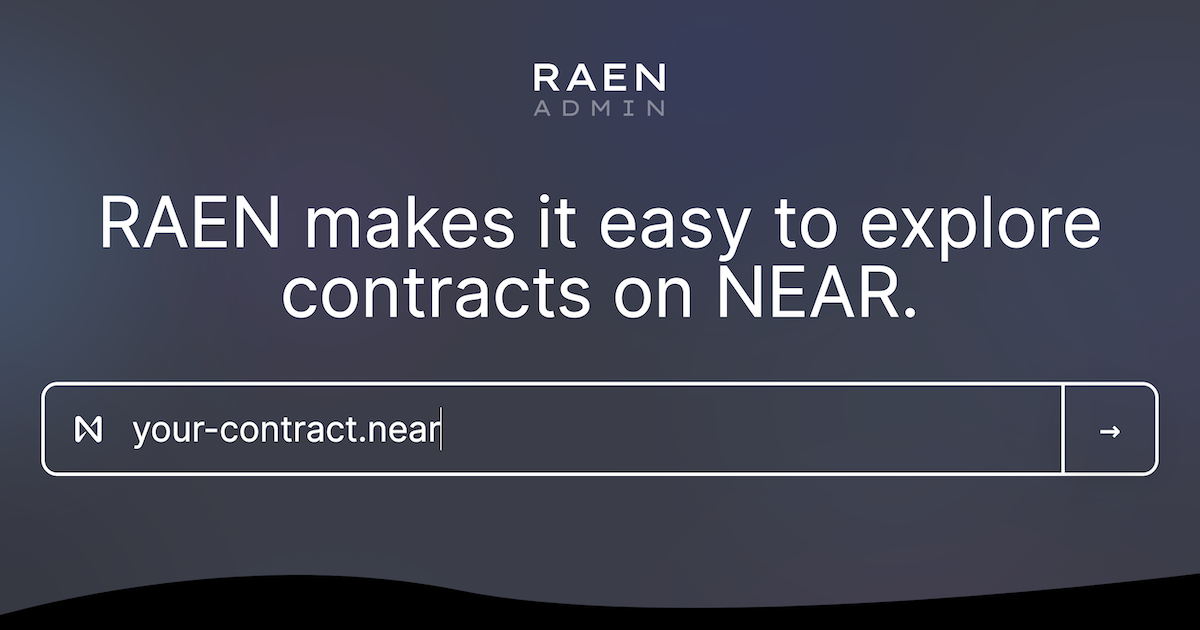 RAEN
ADMIN
RAEN makes it easy to explore
contracts on NEAR.
your-contract.near
→